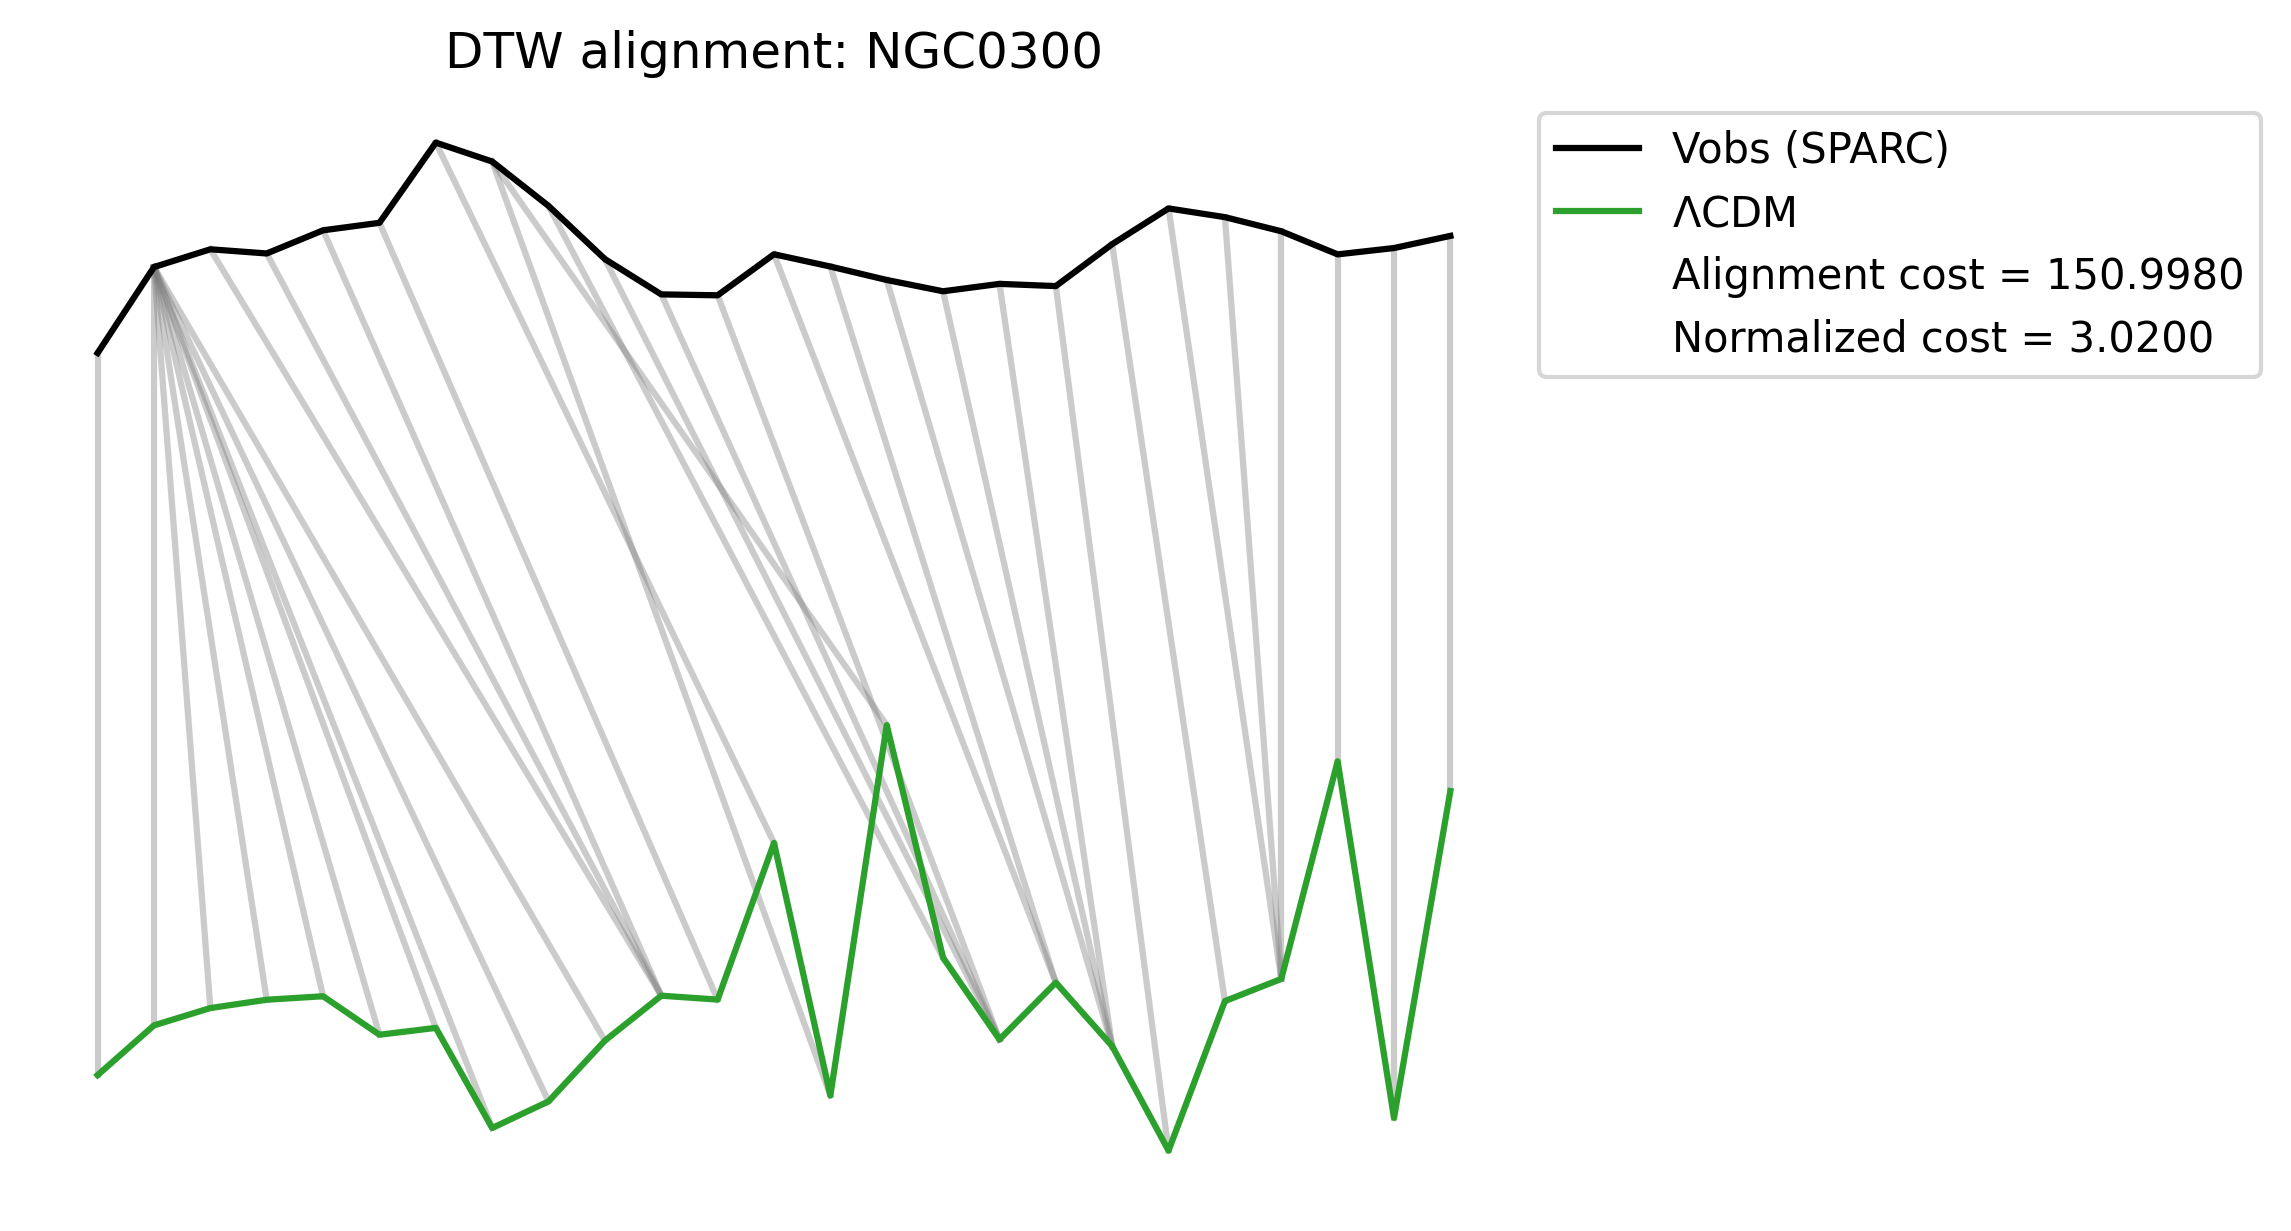 DTW alignment: NGC0300
Vobs (SPARC)
ΛCDM
Alignment cost = 150.9980
Normalized cost = 3.0200